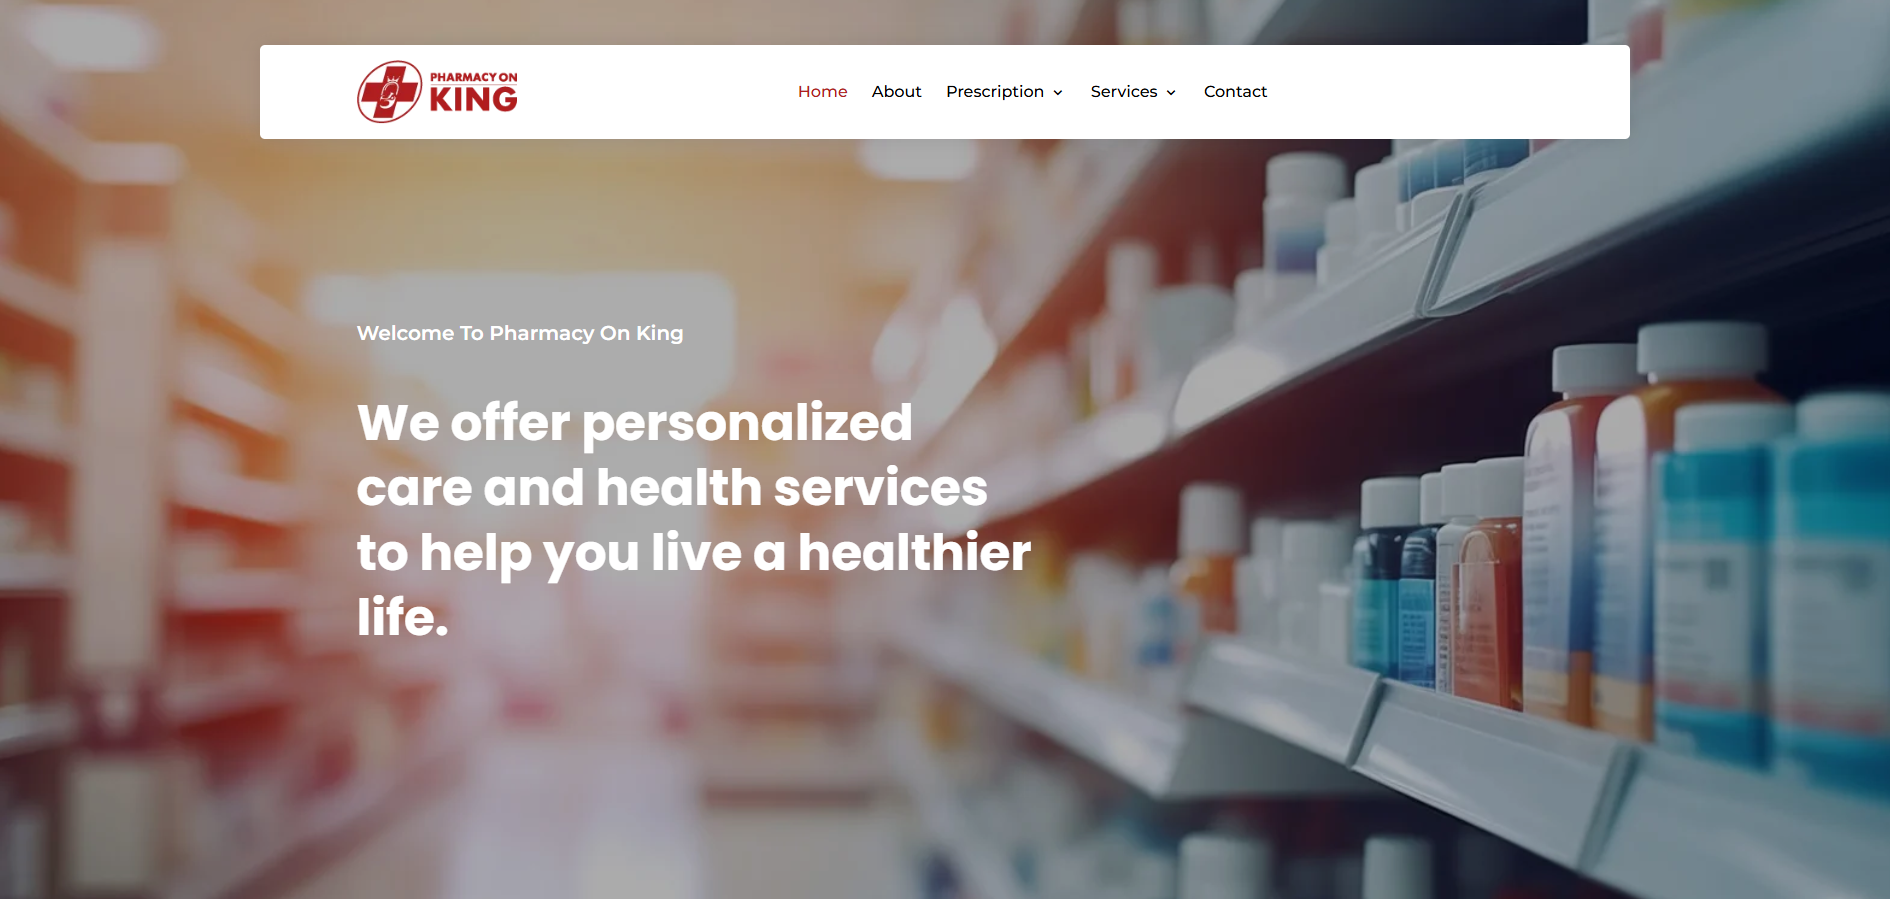 PHARMACY ON
KING
Home About Prescription Services Contact
Welcome To Pharmacy On King
We offer personalized
care and health services
to help you live a healthier
life.